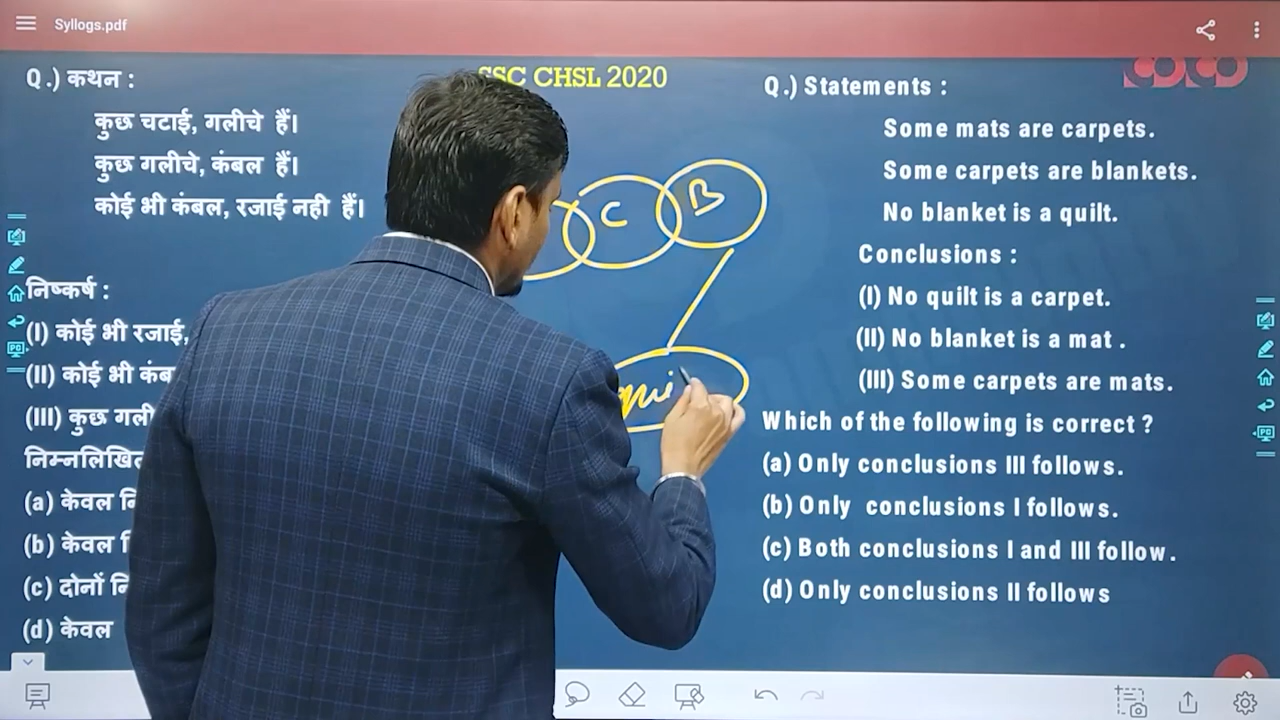 Syllogs.pdf
SSC CHSL 2020
Q.) कथन :
कुछ चटाई, गलीचे हैं।
कुछ गलीचे, कंबल हैं।
कोई भी कंबल, रजाई नही हैं।
निष्कर्ष :
(I) कोई भी रजाई,
(II) कोई भी
(III) कुछ
(a) केवल
(b) केवल
(c) दोनों
(d) केवल
C
B
Q.) Statements :
Some mats are carpets.
Some carpets are blankets.
No blanket is a quilt.
Conclusions :
(I) No quilt is a carpet.
(II) No blanket is a mat .
(III) Some carpets are mats.
Which of the following is correct ?
(a) Only conclusions III follows.
(b) Only conclusions I follows.
(c) Both conclusions I and III follow.
(d) Only conclusions II follows